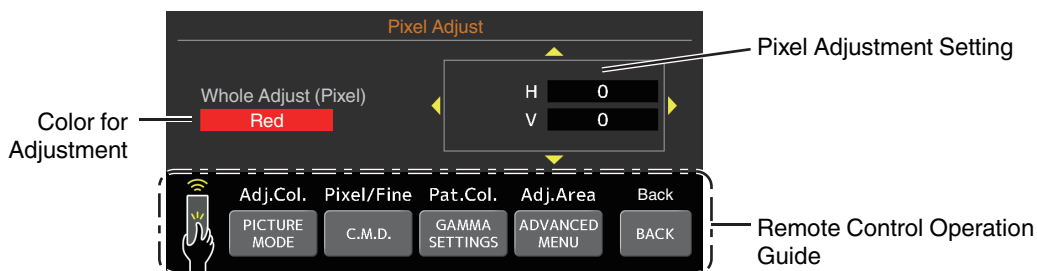 Pixel Adjust
Pixel Adjustment Setting
Whole Adjust (Pixel)
Red
H 0
V 0
Color for
Adjustment
Adj.Col. Pixel/Fine Pat.Col. Adj.Area Back
PICTURE
MODE
C.M.D.
GAMMA
SETTINGS
ADVANCED
MENU
BACK
Remote Control Operation
Guide